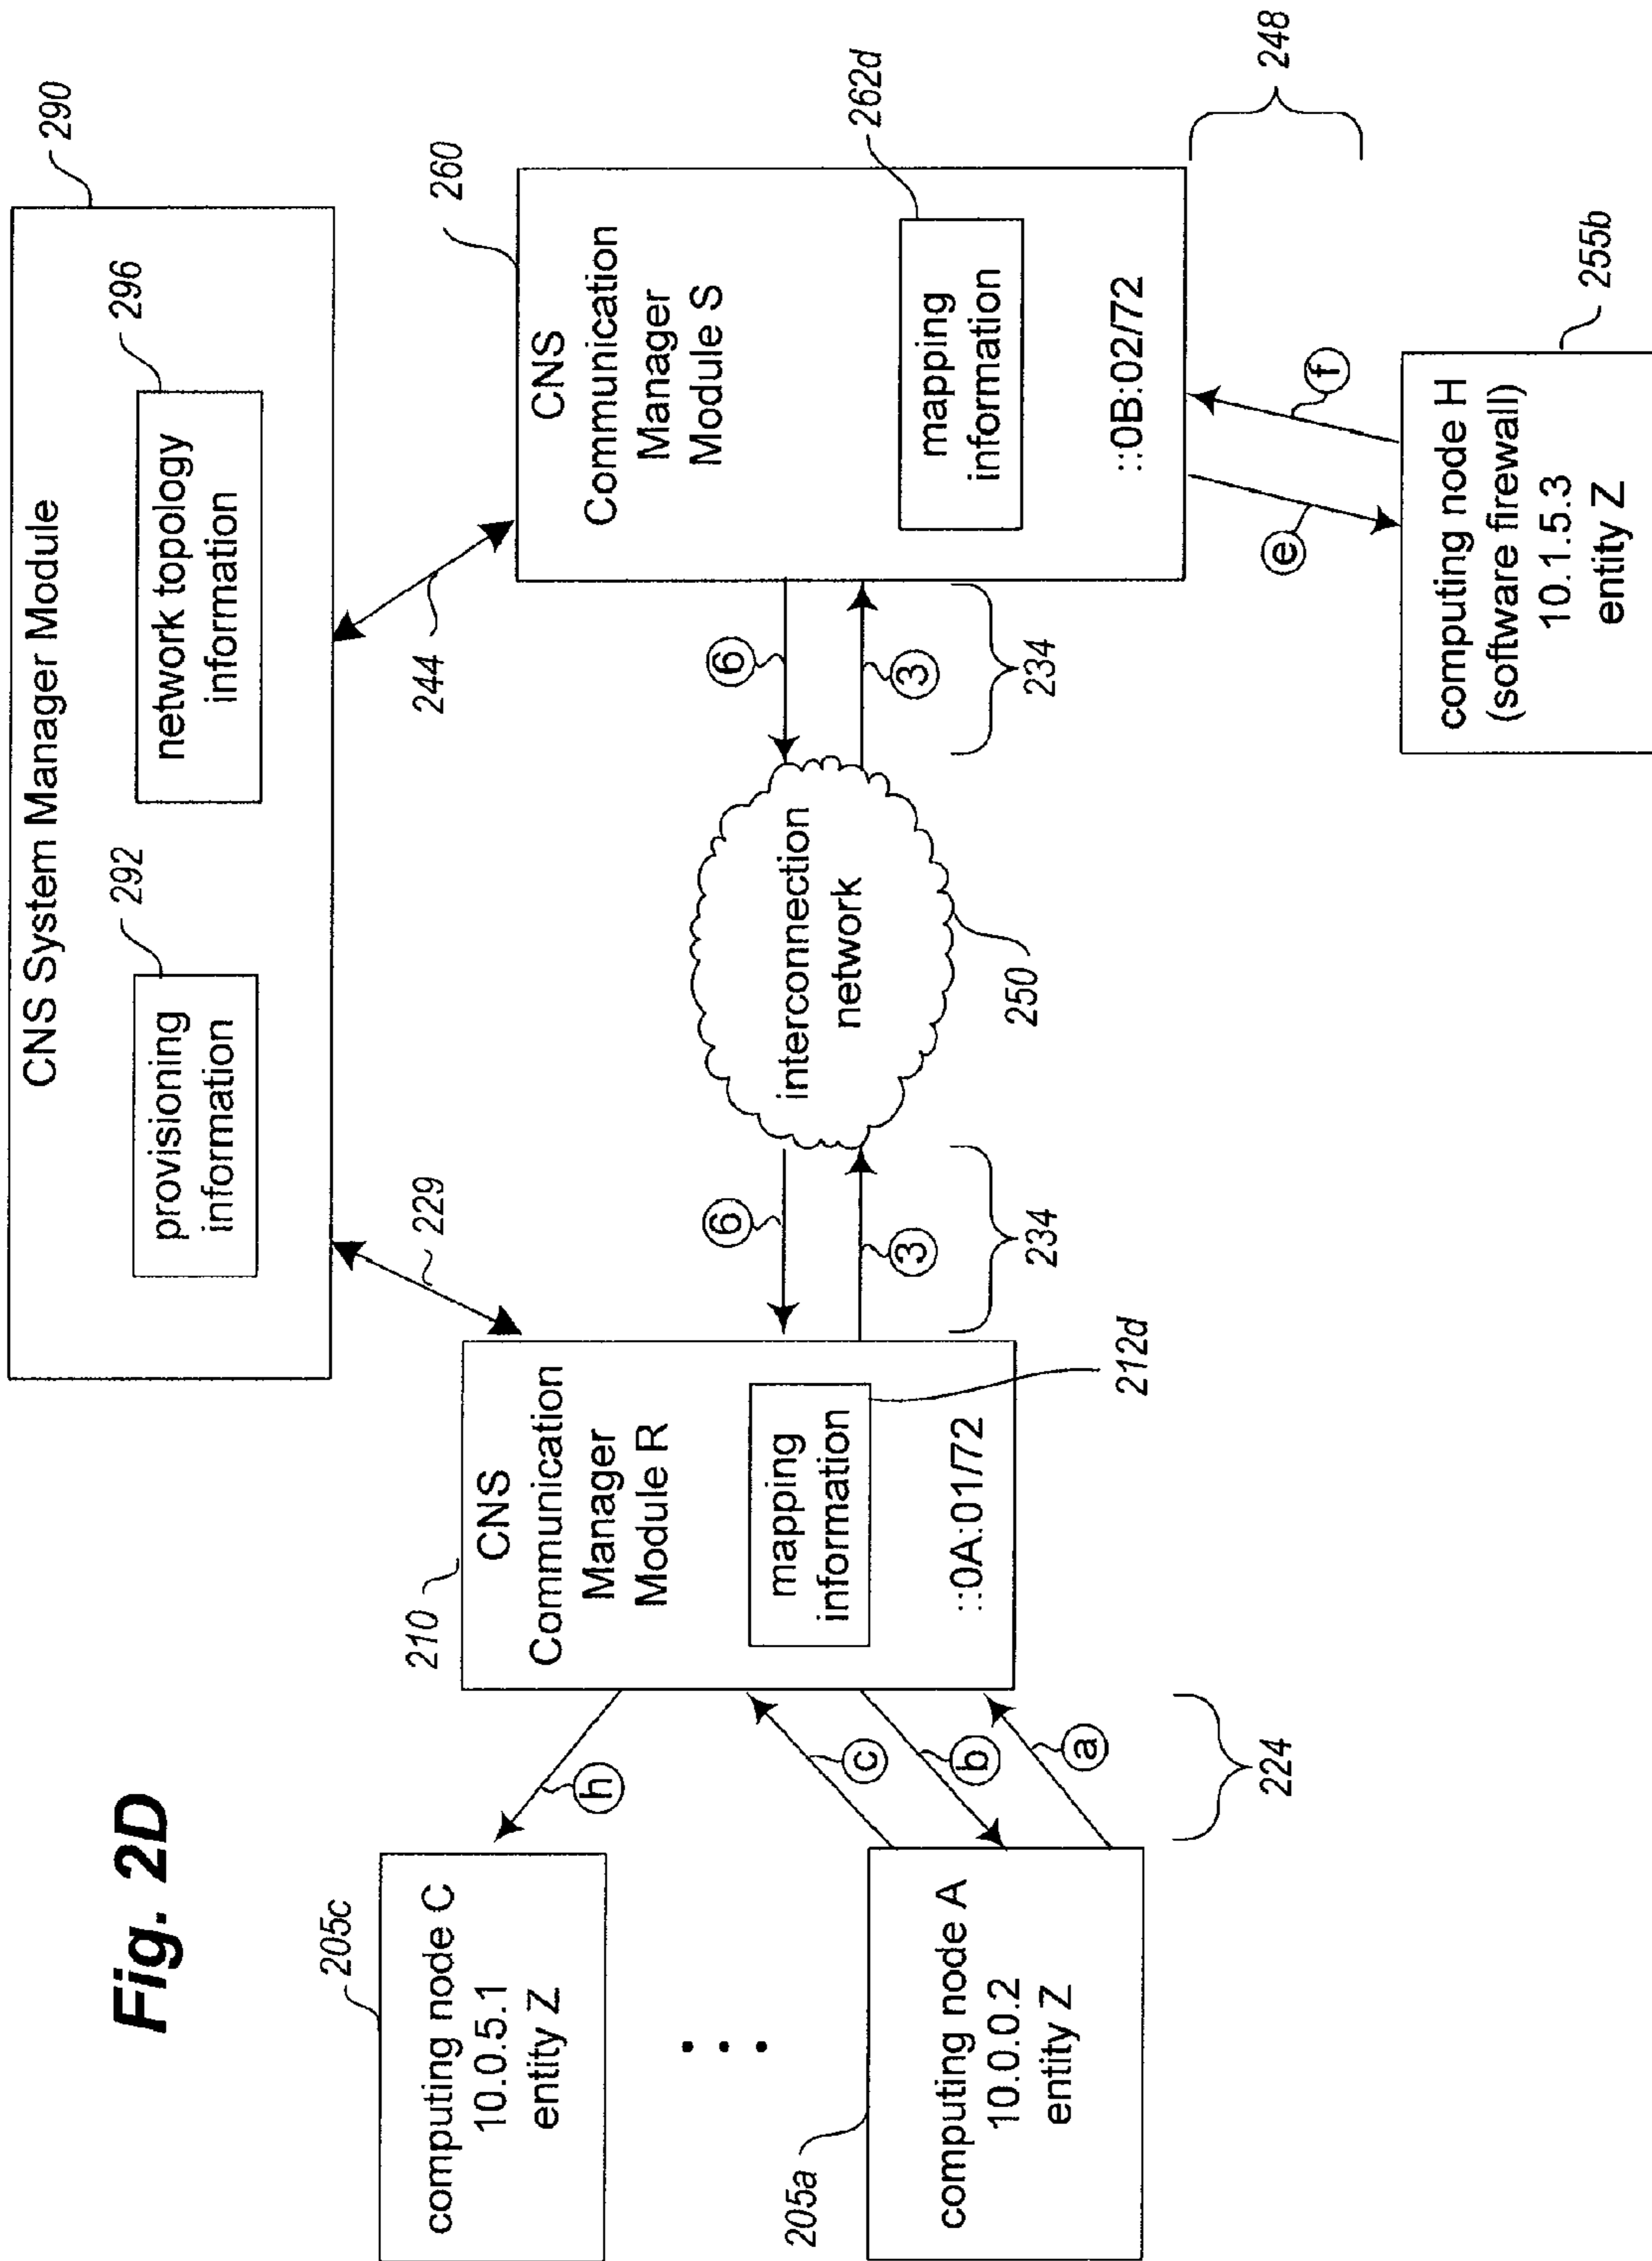 Fig. 2D
CNS System Manager Module
290
provisioning
information
292
network topology
information
296
229
244
210
CNS
Communication
Manager
Module R
mapping
information
212d
::0A:01/72
260
CNS
Communication
Manager
Module S
mapping
information
262d
::0B:02/72
205c
computing node C
10.0.5.1
entity Z
h
c
b
a
224
205a
computing node A
10.0.0.2
entity Z
6
3
234
interconnection
network
250
6
3
234
248
e
f
255b
computing node H
(software firewall)
10.1.5.3
entity Z